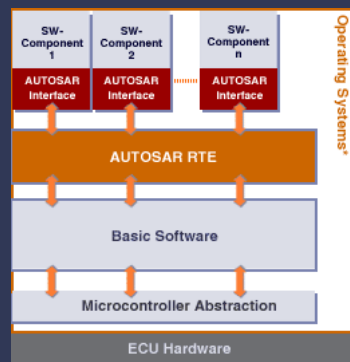 SW-
Component
1
SW-
Component
2
SW-
Component
n
AUTOSAR
Interface
AUTOSAR
Interface
AUTOSAR
Interface
Operating Systems*
AUTOSAR RTE
Basic Software
Microcontroller Abstraction
ECU Hardware